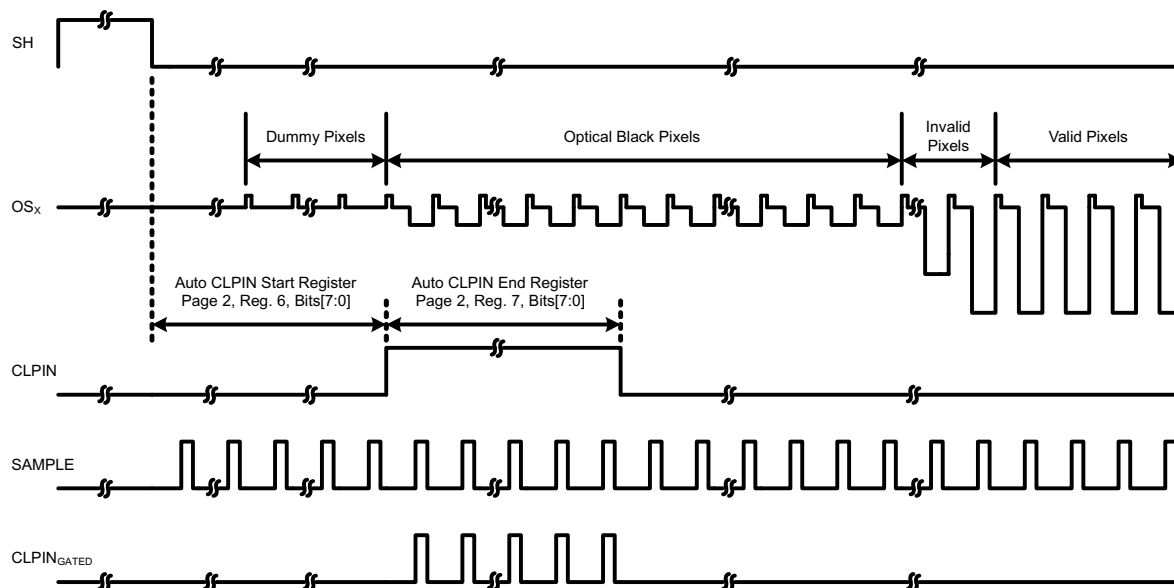 SH
Dummy Pixels
Optical Black Pixels
Invalid
Pixels
Valid Pixels
OSX
Auto CLPIN Start Register
Page 2, Reg. 6, Bits[7:0]
Auto CLPIN End Register
Page 2, Reg. 7, Bits[7:0]
CLPIN
SAMPLE
CLPINGATED